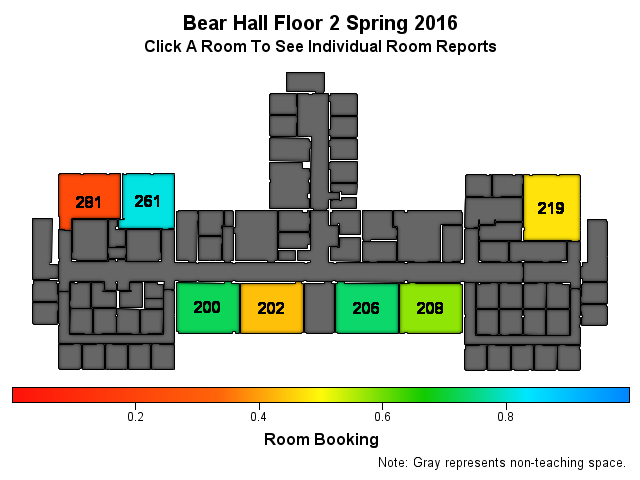 Bear Hall Floor 2 Spring 2016
Click A Room To See Individual Room Reports
281
261
219
200
202
206
208
0.2
0.4
0.6
0.8
Room Booking
Note: Gray represents non-teaching space.